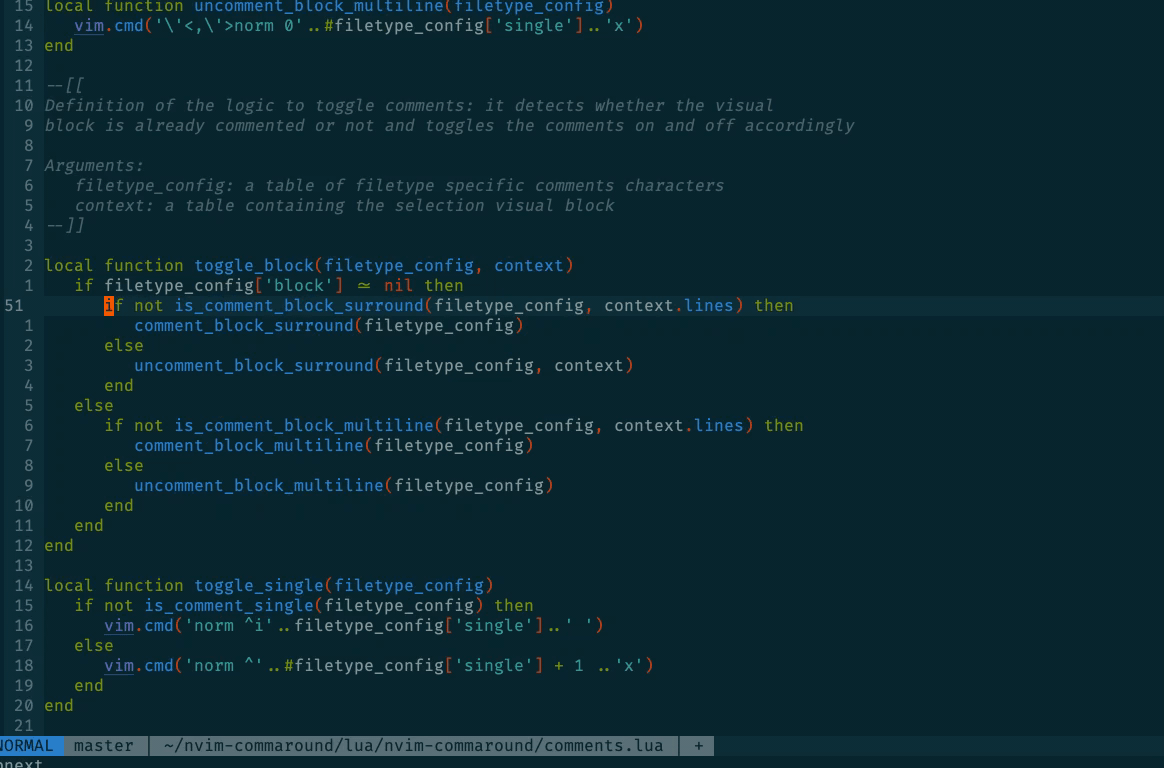 15 local function uncomment_block_multiline(filetype_config)
14    vim.cmd('\'<,\'>norm 0'..#filetype_config['single']..'x')
13 end
12
11 --[[
10 Definition of the logic to toggle comments: it detects whether the visual
9 block is already commented or not and toggles the comments on and off accordingly
8
7 Arguments:
6    filetype_config: a table of filetype specific comments characters
5    context: a table containing the selection visual block
4 --]]
3
2 local function toggle_block(filetype_config, context)
1    if filetype_config['block'] ~= nil then
51       if not is_comment_block_surround(filetype_config, context.lines) then
1          comment_block_surround(filetype_config)
2       else
3          uncomment_block_surround(filetype_config, context)
4       end
5    else
6       if not is_comment_block_multiline(filetype_config, context.lines) then
7          comment_block_multiline(filetype_config)
8       else
9          uncomment_block_multiline(filetype_config)
10       end
11    end
12 end
13
14 local function toggle_single(filetype_config)
15    if not is_comment_single(filetype_config) then
16       vim.cmd('norm ^i'..filetype_config['single']..' ')
17    else
18       vim.cmd('norm ^'..#filetype_config['single'] + 1 ..'x')
19    end
20 end
21
NORMAL master ~/nvim-commaround/lua/nvim-commaround/comments.lua +